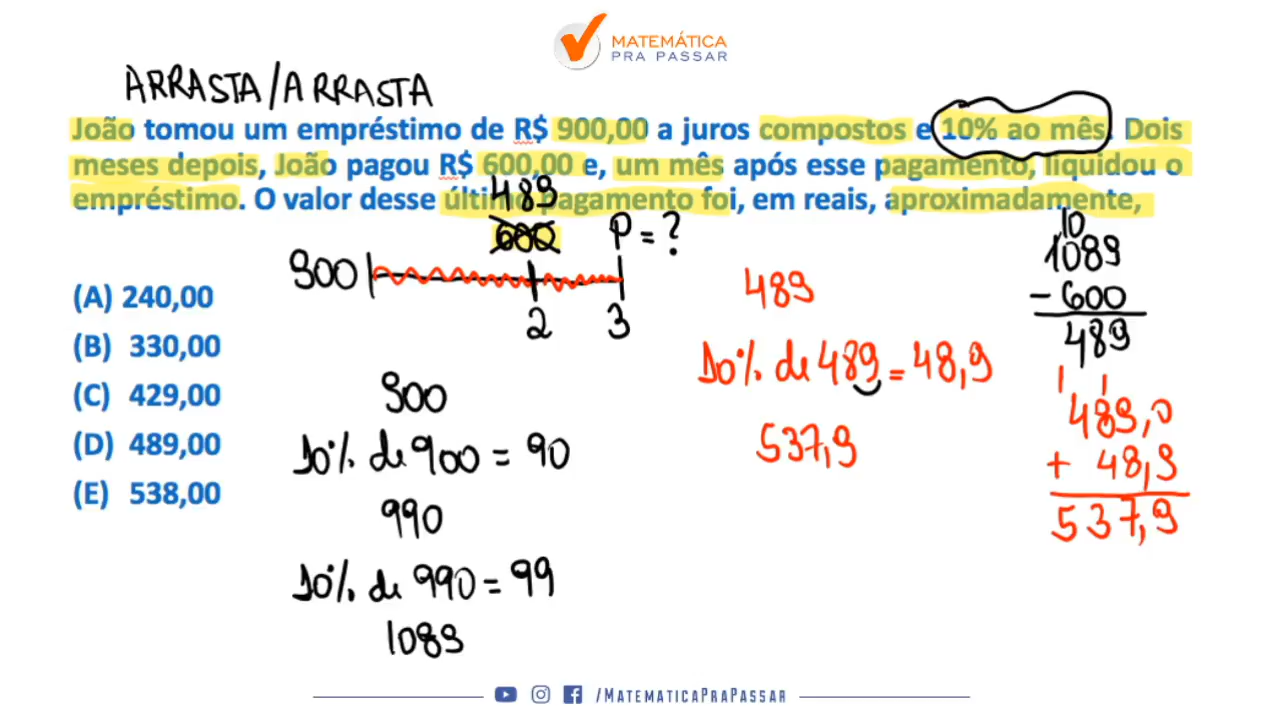 MATEMÁTICA
PRA PASSAR
ARRASTA/ARRASTA
João tomou um empréstimo de R$ 900,00 a juros compostos e 10% ao mês. Dois
meses depois, João pagou R$ 600,00 e, um mês após esse pagamento, liquidou o
empréstimo. O valor desse último pagamento foi, em reais, aproximadamente,
489
600
P = ?
900
2
3
(A) 240,00
(B) 330,00
(C) 429,00
(D) 489,00
(E) 538,00
900
10% de 900 = 90
990
10% de 990 = 99
1089
489
10% de 489 = 48,9
537,9
10
1089
- 600
489
1 1
489,0
+ 48,9
537,9
/MATEMATICAPRAPASSAR